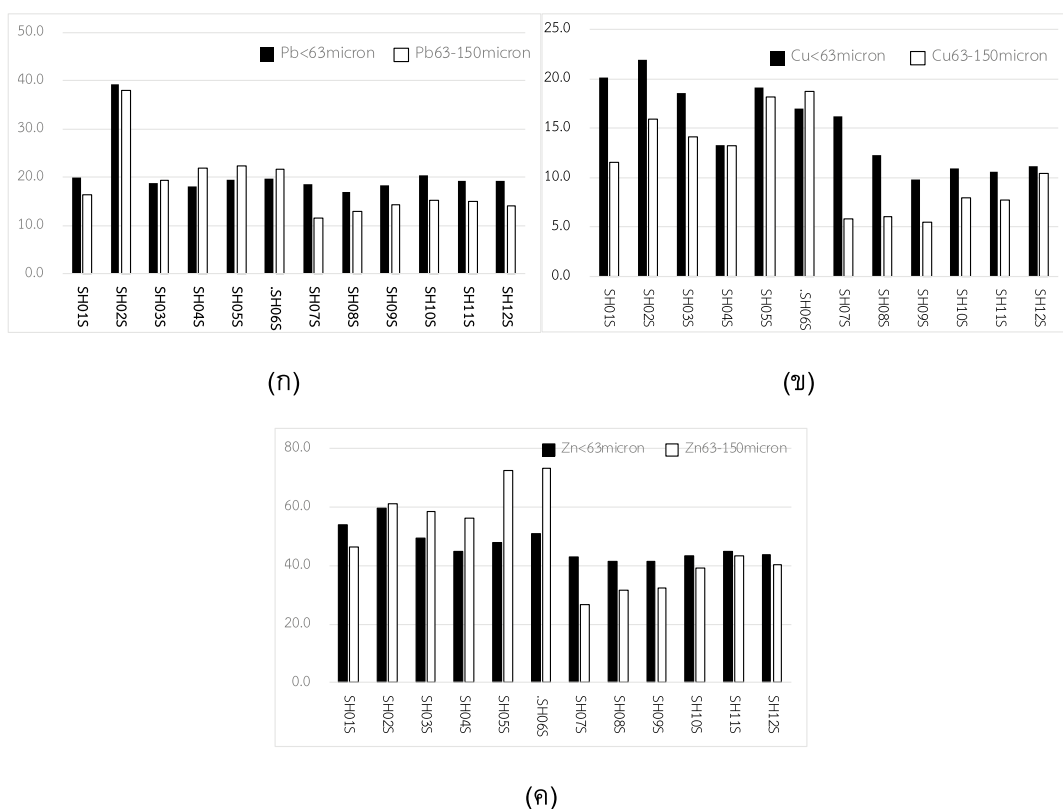 50.0
40.0
30.0
20.0
10.0
0.0
Pb<63micron Pb63-150micron
SH01S
SH02S
SH03S
SH04S
SH05S
.SH06S
SH07S
SH08S
SH09S
SH10S
SH11S
SH12S
(ก)
25.0
20.0
15.0
10.0
5.0
0.0
Cu<63micron Cu63-150micron
SH01S
SH02S
SH03S
SH04S
SH05S
.SH06S
SH07S
SH08S
SH09S
SH10S
SH11S
SH12S
(ข)
80.0
60.0
40.0
20.0
0.0
Zn<63micron Zn63-150micron
SH01S
SH02S
SH03S
SH04S
SH05S
.SH06S
SH07S
SH08S
SH09S
SH10S
SH11S
SH12S
(ค)